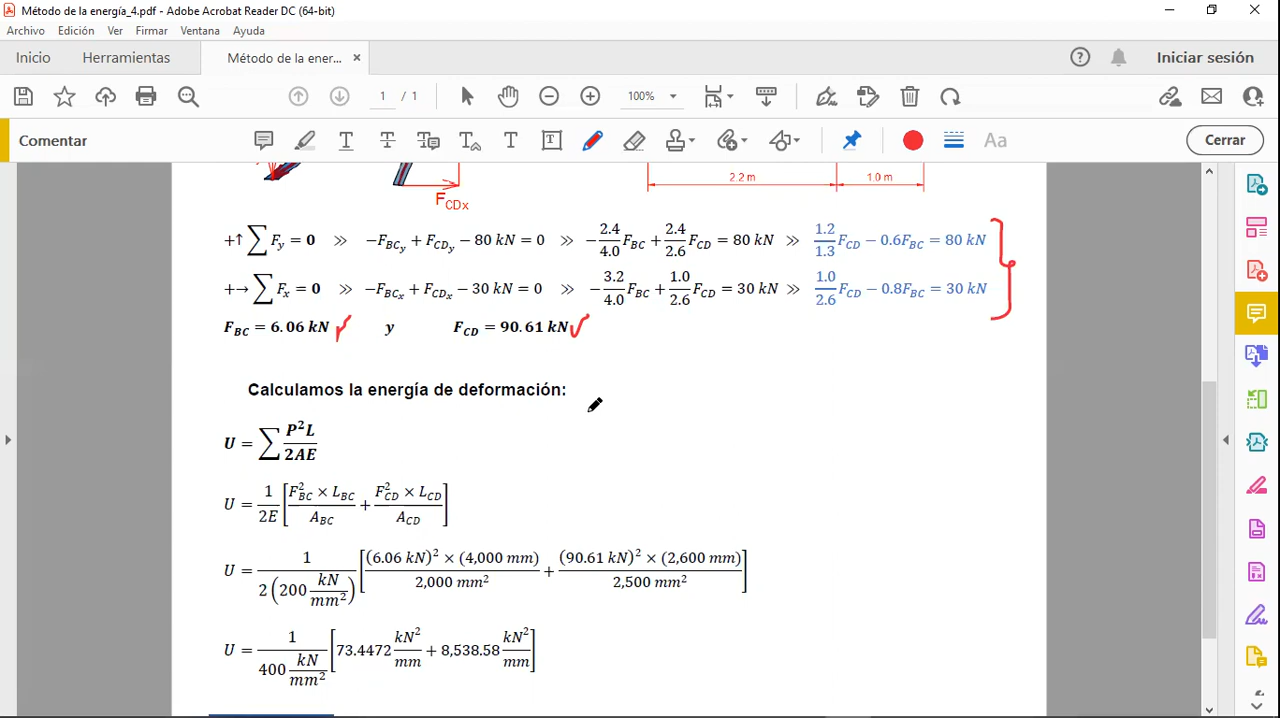 Método de la energía_4.pdf - Adobe Acrobat Reader DC (64-bit)
Archivo Edición Ver Firmar Ventana Ayuda
Inicio Herramientas Método de la ener... × Iniciar sesión
1 / 1 100%
Comentar Cerrar
F_CDx 2.2 m 1.0 m
+↑ ∑ F_y = 0 ≫ −F_BC_y + F_CD_y − 80 kN = 0 ≫ −2.4/4.0 F_BC + 2.4/2.6 F_CD = 80 kN ≫ 1.2/1.3 F_CD − 0.6F_BC = 80 kN
+→ ∑ F_x = 0 ≫ −F_BC_x + F_CD_x − 30 kN = 0 ≫ −3.2/4.0 F_BC + 1.0/2.6 F_CD = 30 kN ≫ 1.0/2.6 F_CD − 0.8F_BC = 30 kN
F_BC = 6.06 kN y F_CD = 90.61 kN
Calculamos la energía de deformación:
U = ∑ P²L/2AE
U = 1/2E [F²_BC × L_BC/A_BC + F²_CD × L_CD/A_CD]
U = 1/2(200 kN/mm²) [(6.06 kN)² × (4,000 mm)/2,000 mm² + (90.61 kN)² × (2,600 mm)/2,500 mm²]
U = 1/400 kN/mm² [73.4472 kN²/mm + 8,538.58 kN²/mm]